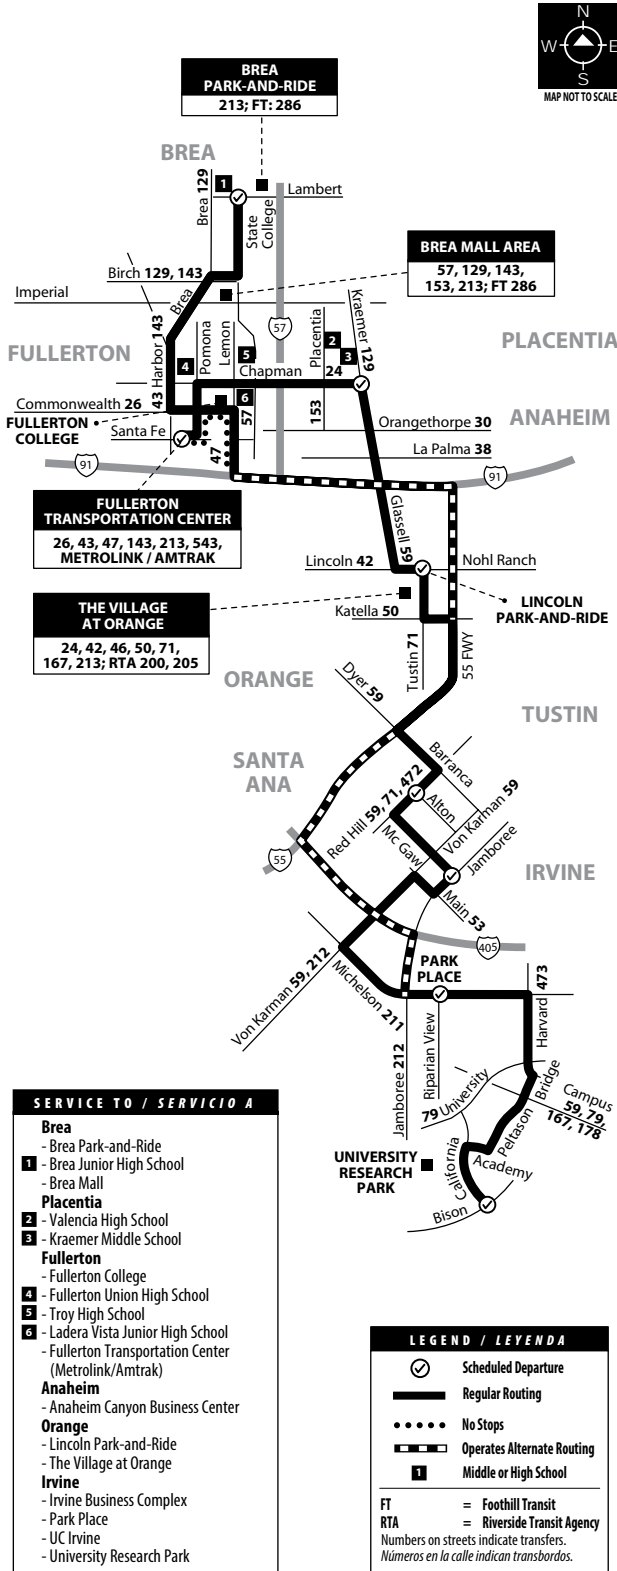 N
W
E
S
MAP NOT TO SCALE
BREA
PARK-AND-RIDE
213; FT: 286
BREA
1
Lambert
Brea 129
State
College
BREA MALL AREA
57, 129, 143,
153, 213; FT 286
Birch 129, 143
Imperial
Brea
57
Kraemer 129
PLACENTIA
FULLERTON
43 Harbor 143
Pomona
Lemon
Placentia
2
3
4
5
Chapman
24
Commonwealth 26
6
57
153
Orangethorpe 30
ANAHEIM
FULLERTON
COLLEGE
Santa Fe
47
La Palma 38
91
91
FULLERTON
TRANSPORTATION CENTER
26, 43, 47, 143, 213, 543,
METROLINK / AMTRAK
Glassell 59
Lincoln 42
Nohl Ranch
THE VILLAGE
AT ORANGE
24, 42, 46, 50, 71,
167, 213; RTA 200, 205
LINCOLN
PARK-AND-RIDE
Katella 50
Tustin 71
55 FWY
ORANGE
Dyer 59
TUSTIN
SANTA
ANA
Barranca
Red Hill 59, 71, 472
Alton
Von Karman 59
Mc Gaw
Jamboree
55
IRVINE
Main 53
405
Von Karman 59, 212
Michelson 211
PARK
PLACE
Harvard 473
Jamboree 212
Riparian View
79 University
Bridge
Campus
59, 79,
167, 178
Peltason
UNIVERSITY
RESEARCH
PARK
California
Academy
Bison
SERVICE TO / SERVICIO A
Brea
- Brea Park-and-Ride
1 - Brea Junior High School
- Brea Mall
Placentia
2 - Valencia High School
3 - Kraemer Middle School
Fullerton
- Fullerton College
4 - Fullerton Union High School
5 - Troy High School
6 - Ladera Vista Junior High School
- Fullerton Transportation Center
(Metrolink/Amtrak)
Anaheim
- Anaheim Canyon Business Center
Orange
- Lincoln Park-and-Ride
- The Village at Orange
Irvine
- Irvine Business Complex
- Park Place
- UC Irvine
- University Research Park
LEGEND / LEYENDA
Scheduled Departure
Regular Routing
No Stops
Operates Alternate Routing
1 Middle or High School
FT = Foothill Transit
RTA = Riverside Transit Agency
Numbers on streets indicate transfers.
Números en la calle indican transbordos.